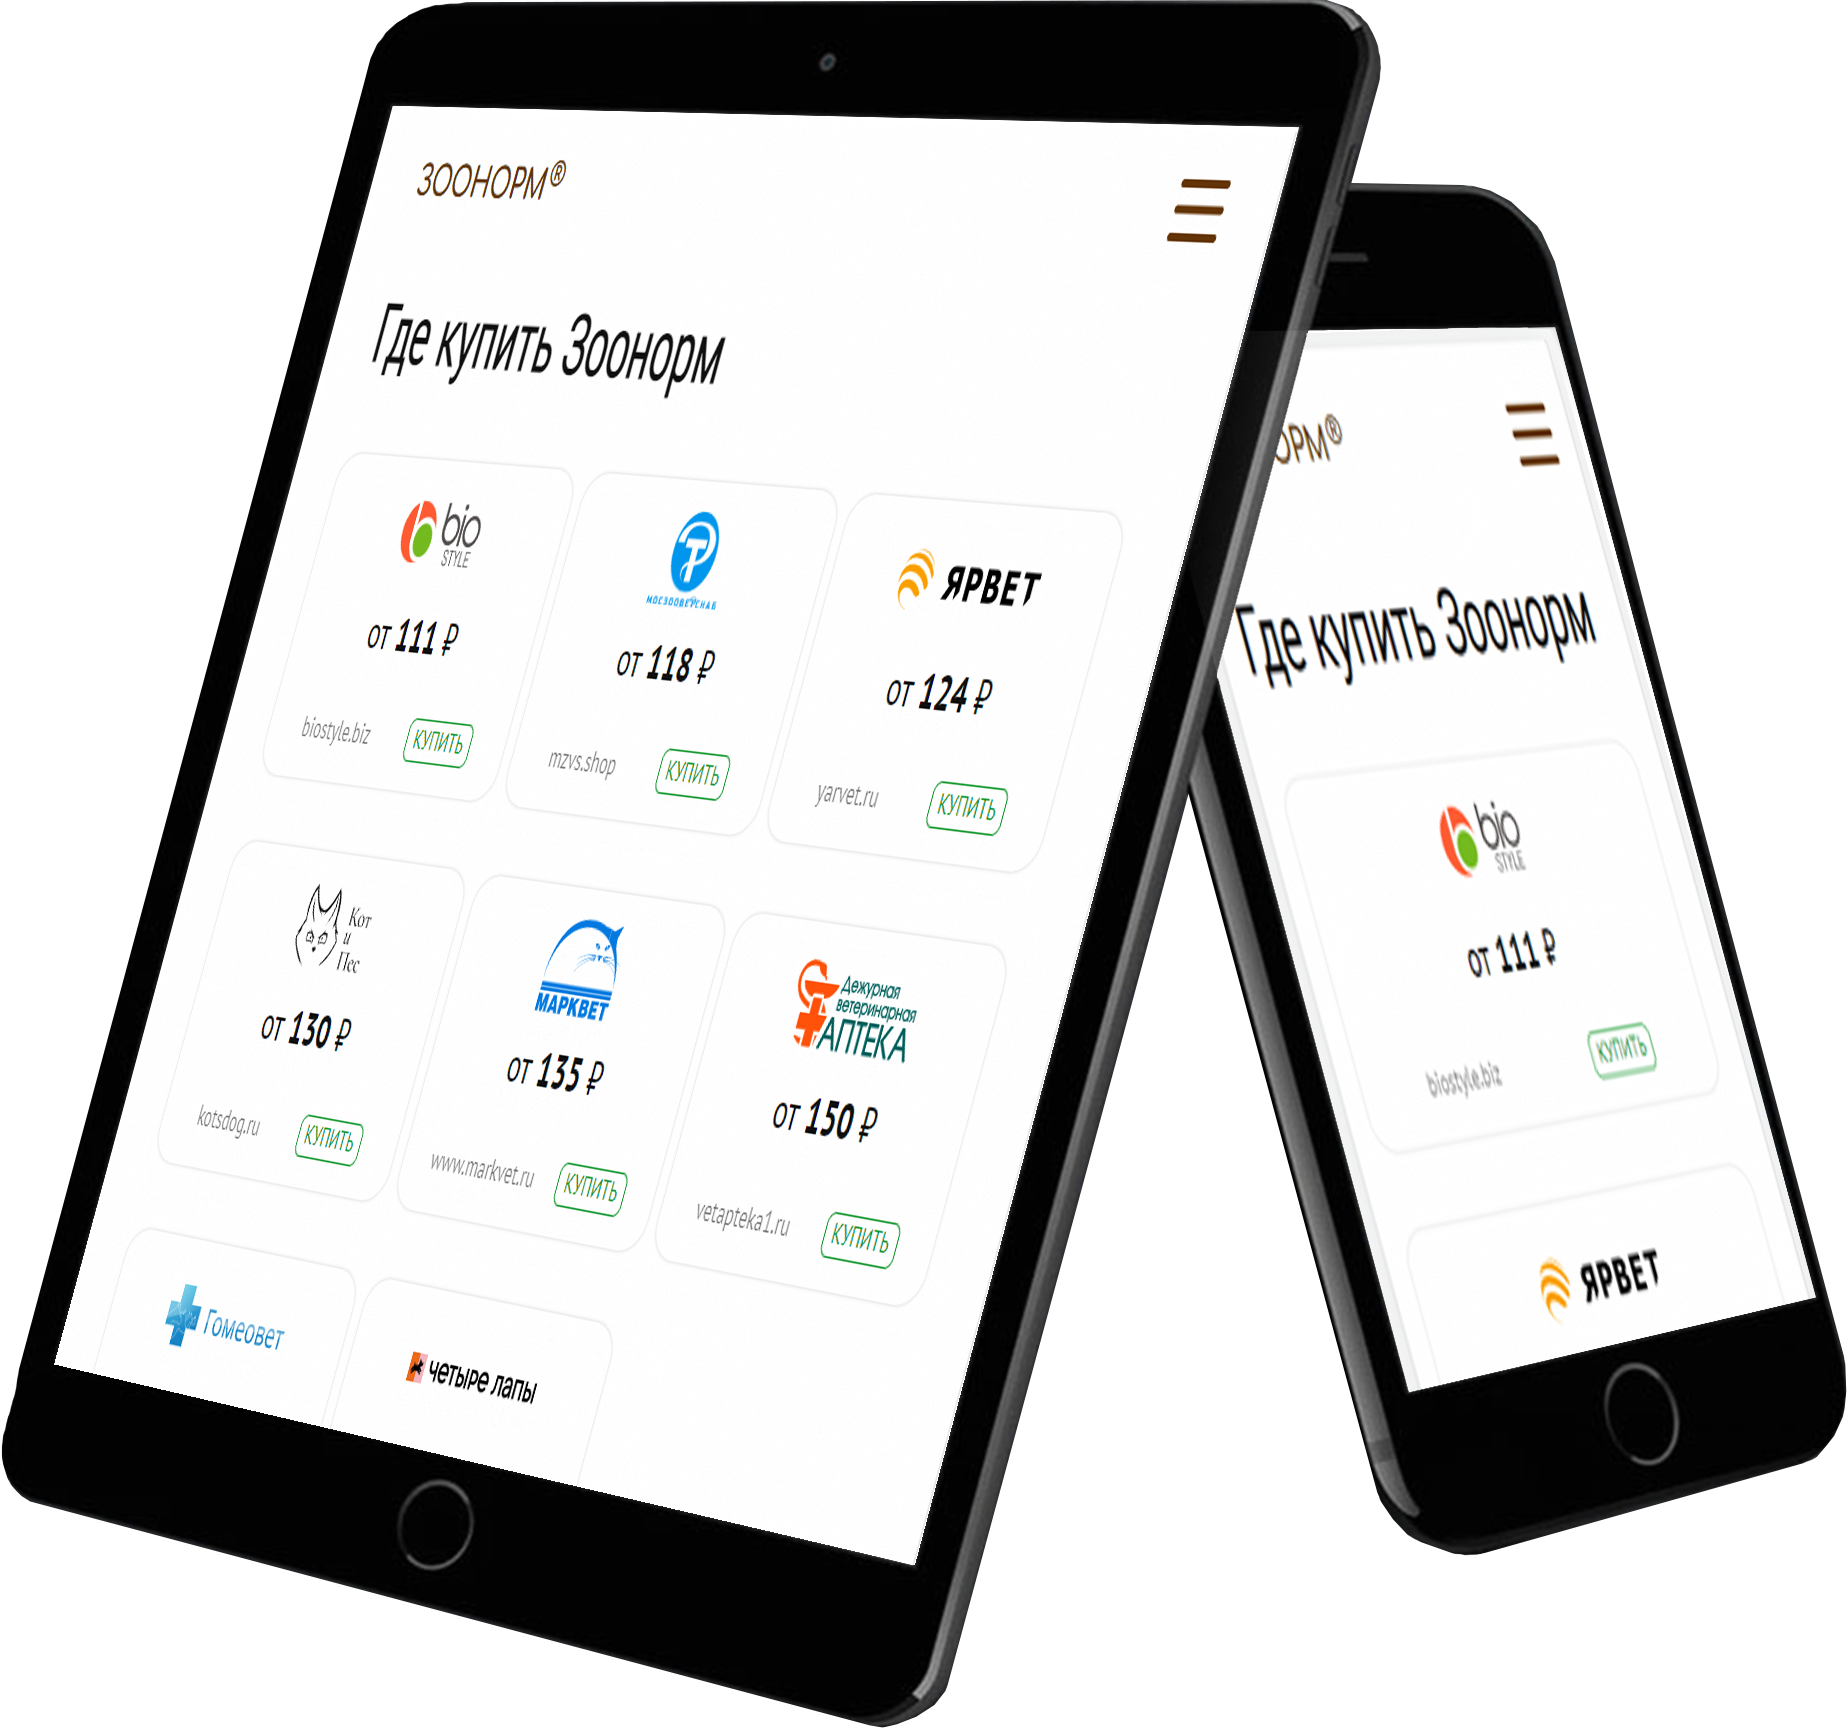 ЗООНОРМ®
Где купить Зоонорм
bio
STYLE
от 111 ₽
biostyle.biz
КУПИТЬ
МОСЗООВЕТСНАБ
от 118 ₽
mzvs.shop
КУПИТЬ
ЯРВЕТ
от 124 ₽
yarvet.ru
КУПИТЬ
Кот
и
Пес
от 130 ₽
kotsdog.ru
КУПИТЬ
МАРКВЕТ
от 135 ₽
www.markvet.ru
КУПИТЬ
Дежурная
ветеринарная
АПТЕКА
от 150 ₽
vetapteka1.ru
КУПИТЬ
Гомеовет
четыре лапы
ОРМ®
Где купить Зоонорм
bio
STYLE
от 111 ₽
biostyle.biz
КУПИТЬ
ЯРВЕТ